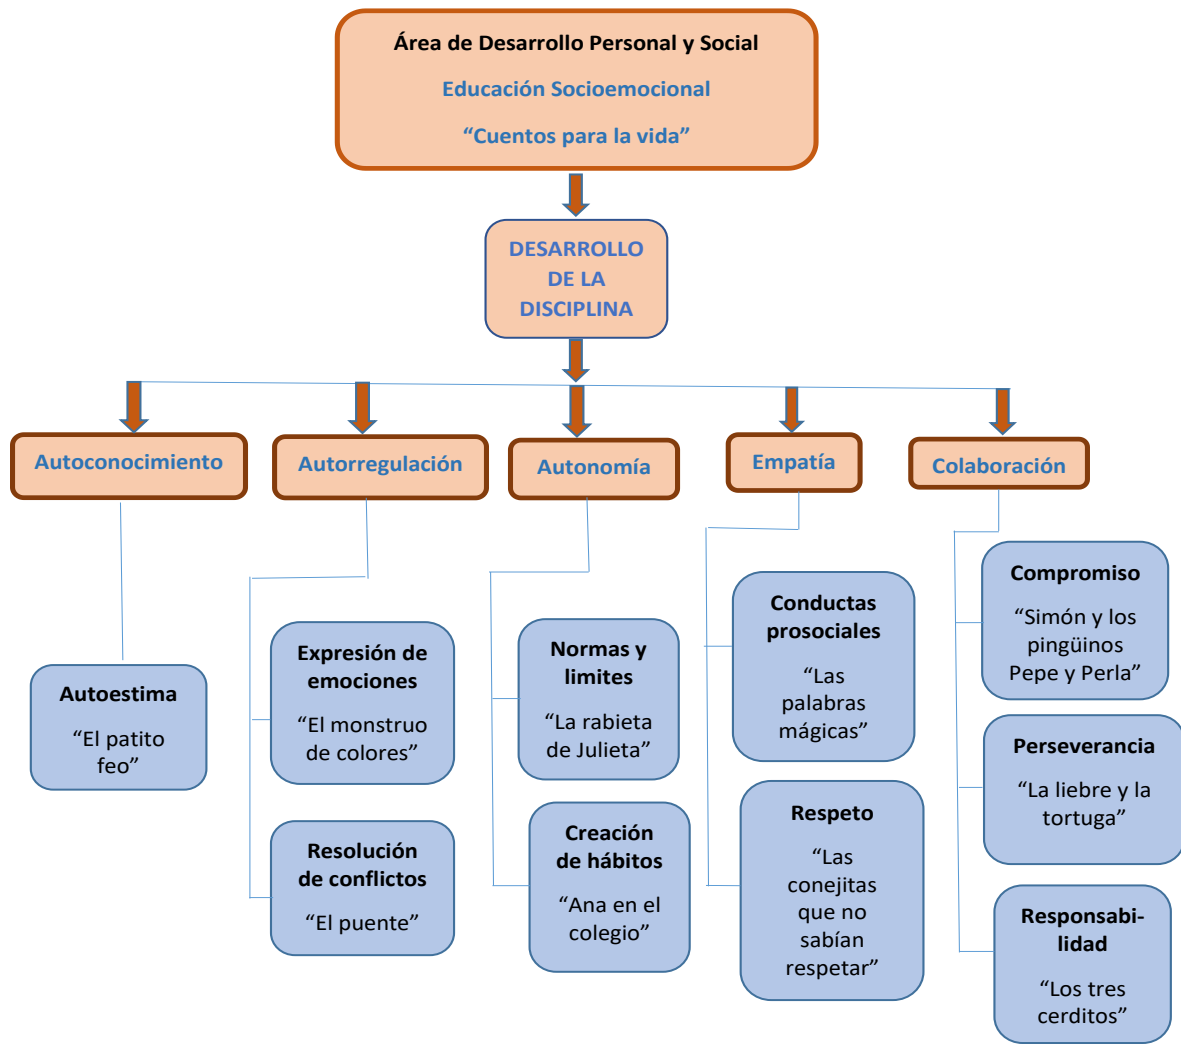 Área de Desarrollo Personal y Social
Educación Socioemocional
“Cuentos para la vida”
DESARROLLO
DE LA
DISCIPLINA
Autoconocimiento
Autorregulación
Autonomía
Empatía
Colaboración
Autoestima
“El patito
feo”
Expresión de
emociones
“El monstruo
de colores”
Resolución
de conflictos
“El puente”
Normas y
limites
“La rabieta
de Julieta”
Creación
de hábitos
“Ana en el
colegio”
Conductas
prosociales
“Las
palabras
mágicas”
Respeto
“Las
conejitas
que no
sabían
respetar”
Compromiso
“Simón y los
pingüinos
Pepe y Perla”
Perseverancia
“La liebre y la
tortuga”
Responsabi-
lidad
“Los tres
cerditos”